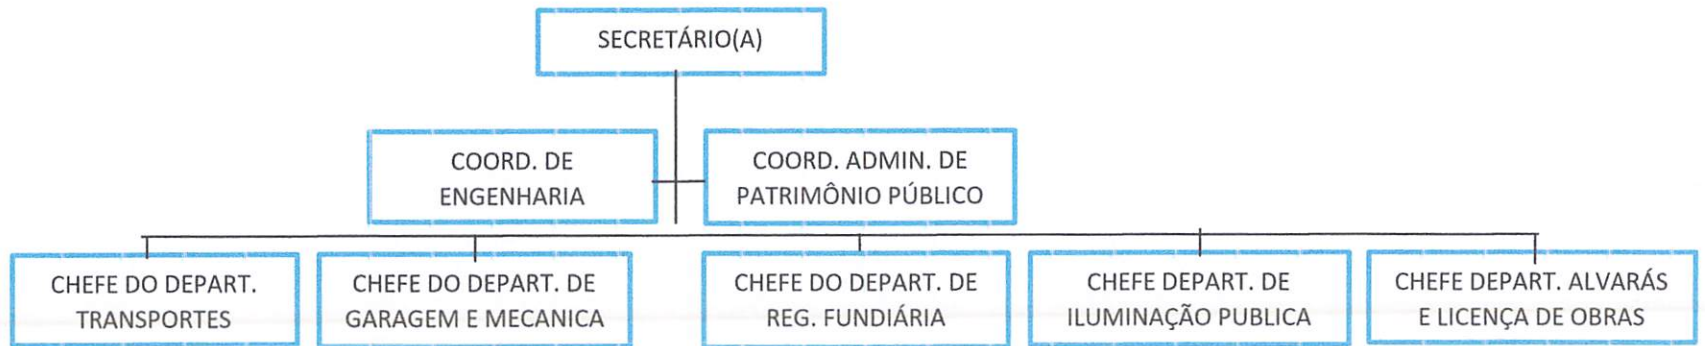 SECRETÁRIO(A)
COORD. DE
ENGENHARIA
COORD. ADMIN. DE
PATRIMÔNIO PÚBLICO
CHEFE DO DEPART.
TRANSPORTES
CHEFE DO DEPART. DE
GARAGEM E MECANICA
CHEFE DO DEPART. DE
REG. FUNDIÁRIA
CHEFE DEPART. DE
ILUMINAÇÃO PUBLICA
CHEFE DEPART. ALVARÁS
E LICENÇA DE OBRAS